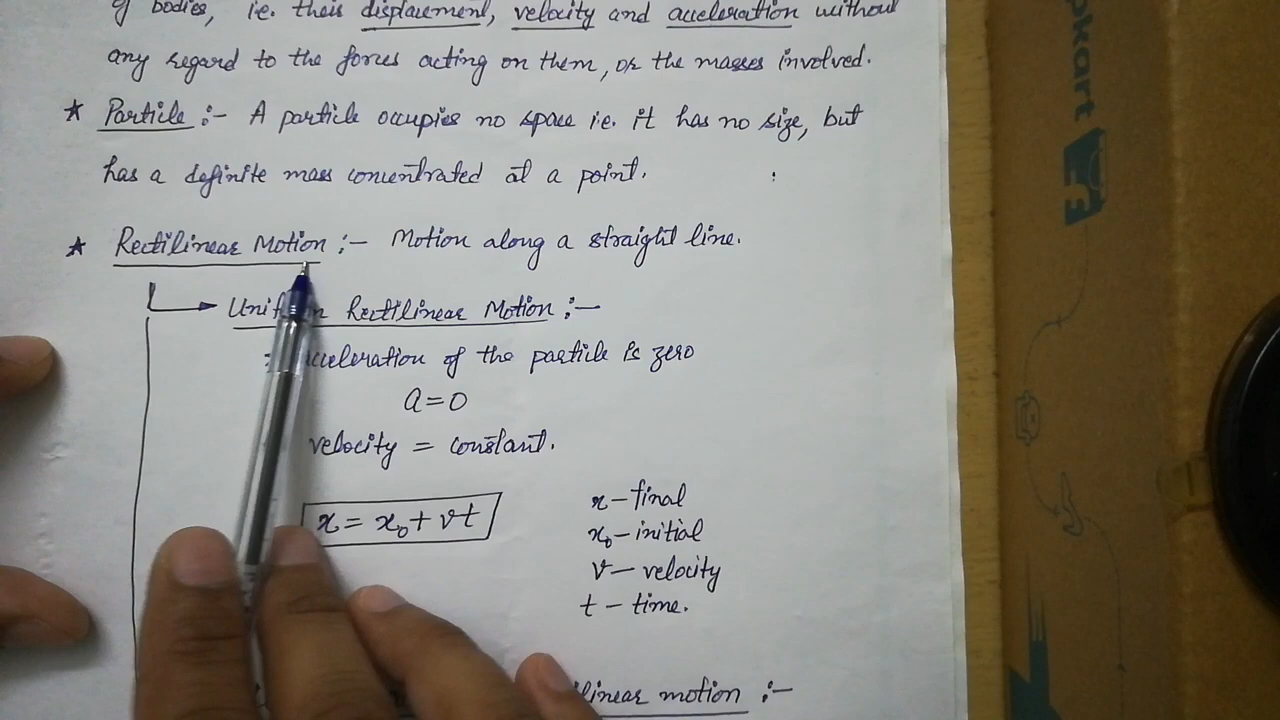 of bodies, i.e. their displacement, velocity and acceleration without
any regard to the forces acting on them, or the masses involved.
* Particle :- A particle occupies no space i.e. it has no size, but
has a definite mass concentrated at a point.
* Rectilinear Motion :- Motion along a straight line.
Rectilinear Motion :-
acceleration of the particle is zero
a = 0
velocity = constant.
x = x₀ + vt
x - final
x₀ - initial
v - velocity
t - time.
linear motion :-
pkart